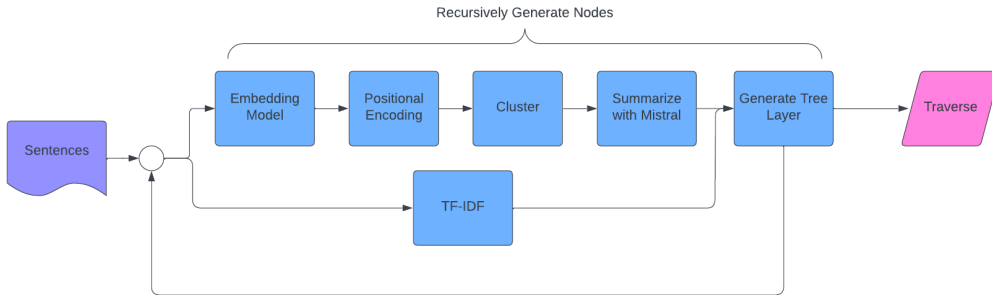 Recursively Generate Nodes
Sentences
Embedding
Model
Positional
Encoding
Cluster
Summarize
with Mistral
Generate Tree
Layer
Traverse
TF-IDF